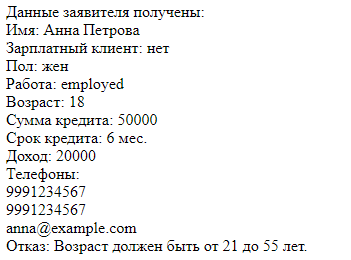 Данные заявителя получены:
Имя: Анна Петрова
Зарплатный клиент: нет
Пол: жен
Работа: employed
Возраст: 18
Сумма кредита: 50000
Срок кредита: 6 мес.
Доход: 20000
Телефоны:
9991234567
9991234567
anna@example.com
Отказ: Возраст должен быть от 21 до 55 лет.